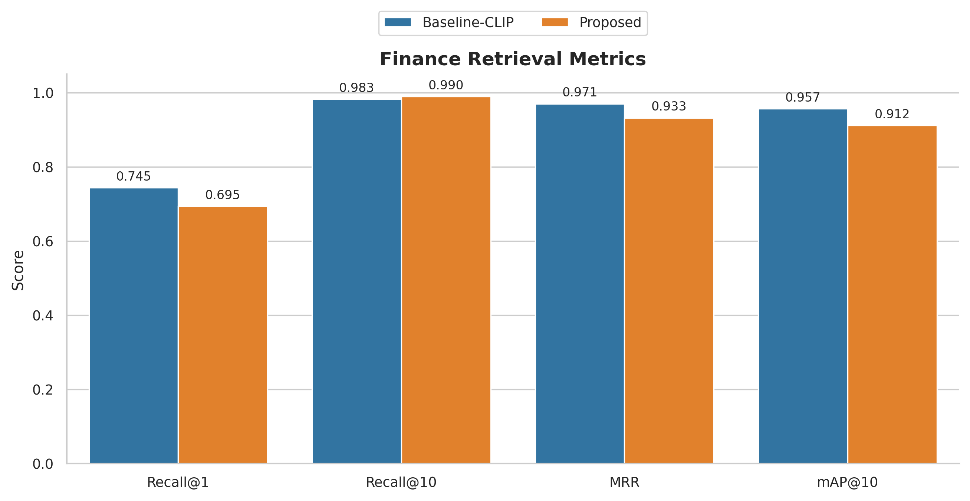 Baseline-CLIP Proposed
Finance Retrieval Metrics
Score
1.0
0.8
0.6
0.4
0.2
0.0
0.745
0.695
0.983
0.990
0.971
0.933
0.957
0.912
Recall@1
Recall@10
MRR
mAP@10